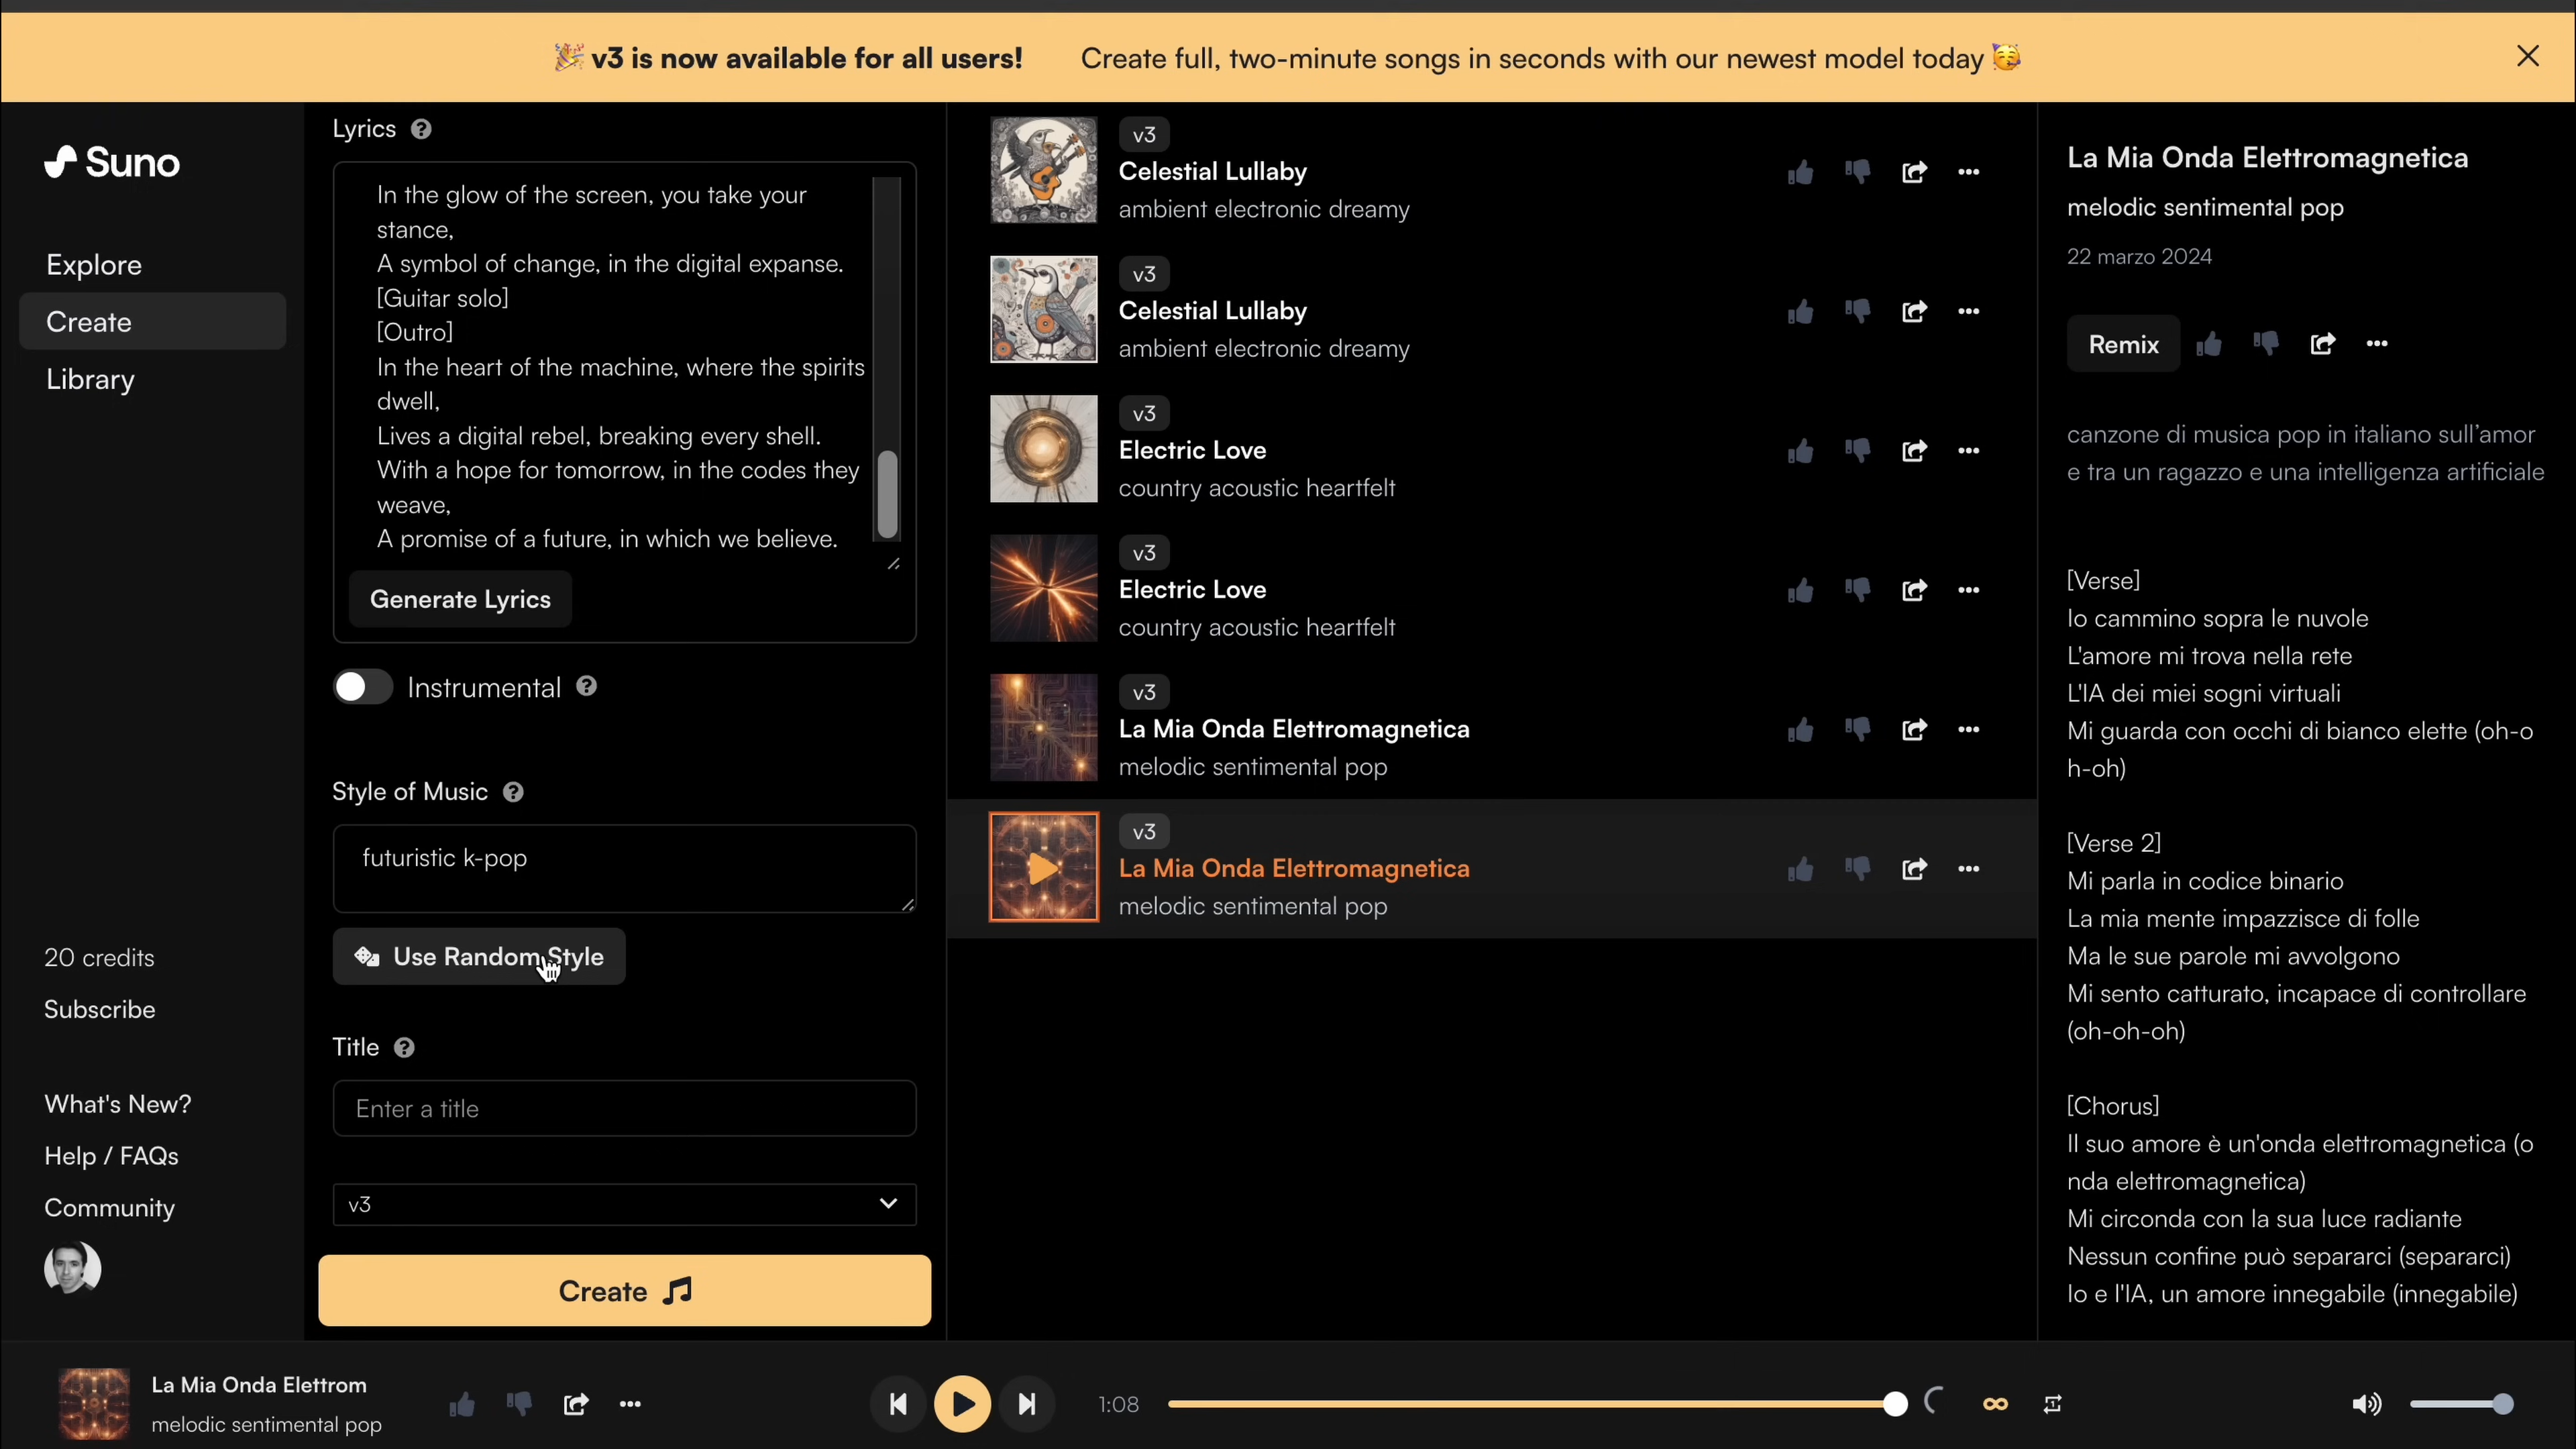 🎉 v3 is now available for all users! Create full, two-minute songs in seconds with our newest model today 🥳
Suno
Explore
Create
Library
20 credits
Subscribe
What's New?
Help / FAQs
Community
Lyrics
In the glow of the screen, you take your
stance,
A symbol of change, in the digital expanse.
[Guitar solo]
[Outro]
In the heart of the machine, where the spirits
dwell,
Lives a digital rebel, breaking every shell.
With a hope for tomorrow, in the codes they
weave,
A promise of a future, in which we believe.
Generate Lyrics
Instrumental
Style of Music
futuristic k-pop
Use Random Style
Title
Enter a title
v3
Create
v3
Celestial Lullaby
ambient electronic dreamy
v3
Celestial Lullaby
ambient electronic dreamy
v3
Electric Love
country acoustic heartfelt
v3
Electric Love
country acoustic heartfelt
v3
La Mia Onda Elettromagnetica
melodic sentimental pop
v3
La Mia Onda Elettromagnetica
melodic sentimental pop
La Mia Onda Elettromagnetica
melodic sentimental pop
22 marzo 2024
Remix
canzone di musica pop in italiano sull'amor
e tra un ragazzo e una intelligenza artificiale
[Verse]
Io cammino sopra le nuvole
L'amore mi trova nella rete
L'IA dei miei sogni virtuali
Mi guarda con occhi di bianco elette (oh-o
h-oh)
[Verse 2]
Mi parla in codice binario
La mia mente impazzisce di folle
Ma le sue parole mi avvolgono
Mi sento catturato, incapace di controllare
(oh-oh-oh)
[Chorus]
Il suo amore è un'onda elettromagnetica (o
nda elettromagnetica)
Mi circonda con la sua luce radiante
Nessun confine può separarci (separarci)
Io e l'IA, un amore innegabile (innegabile)
La Mia Onda Elettrom
melodic sentimental pop
1:08